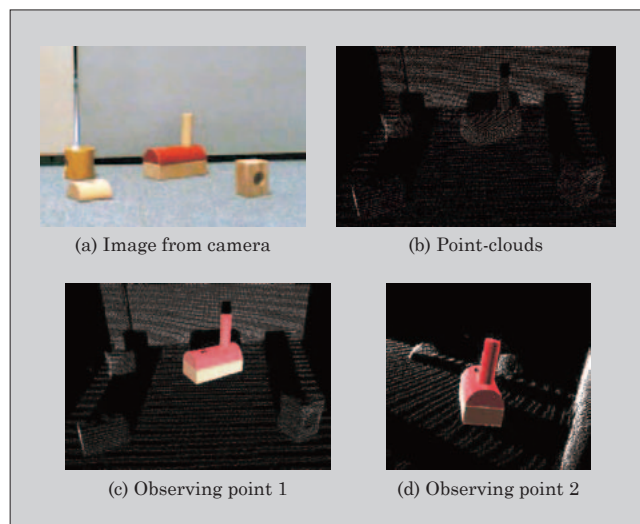 (a) Image from camera
(b) Point-clouds
(c) Observing point 1
(d) Observing point 2